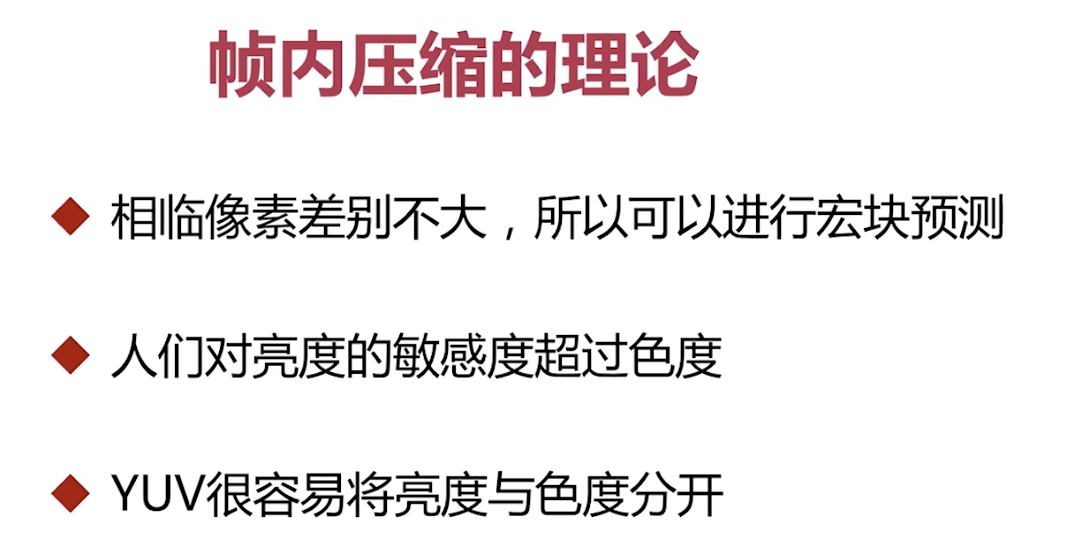 帧内压缩的理论
相临像素差别不大，所以可以进行宏块预测
人们对亮度的敏感度超过色度
YUV很容易将亮度与色度分开